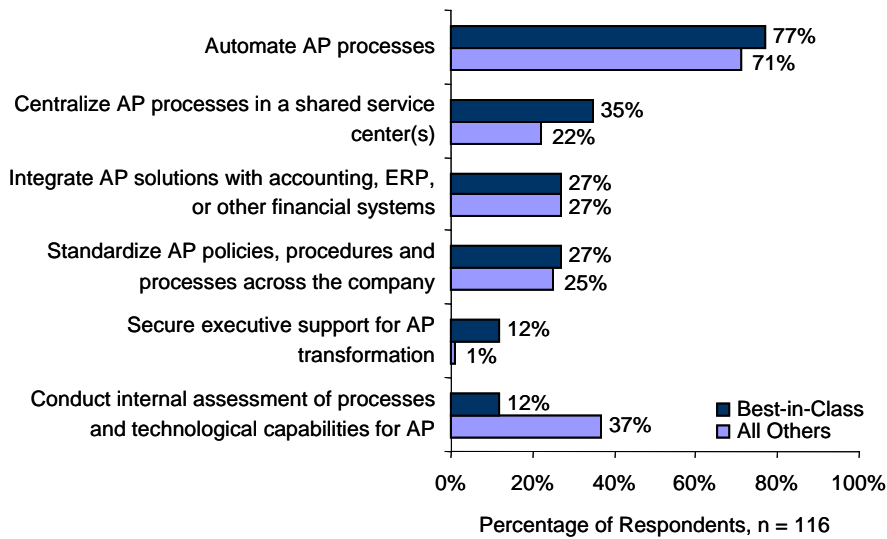 Automate AP processes
77%
71%
Centralize AP processes in a shared service
center(s)
35%
22%
Integrate AP solutions with accounting, ERP,
or other financial systems
27%
27%
Standardize AP policies, procedures and
processes across the company
27%
25%
Secure executive support for AP
transformation
12%
1%
Conduct internal assessment of processes
and technological capabilities for AP
12%
37%
Best-in-Class
All Others
0% 20% 40% 60% 80% 100%
Percentage of Respondents, n = 116